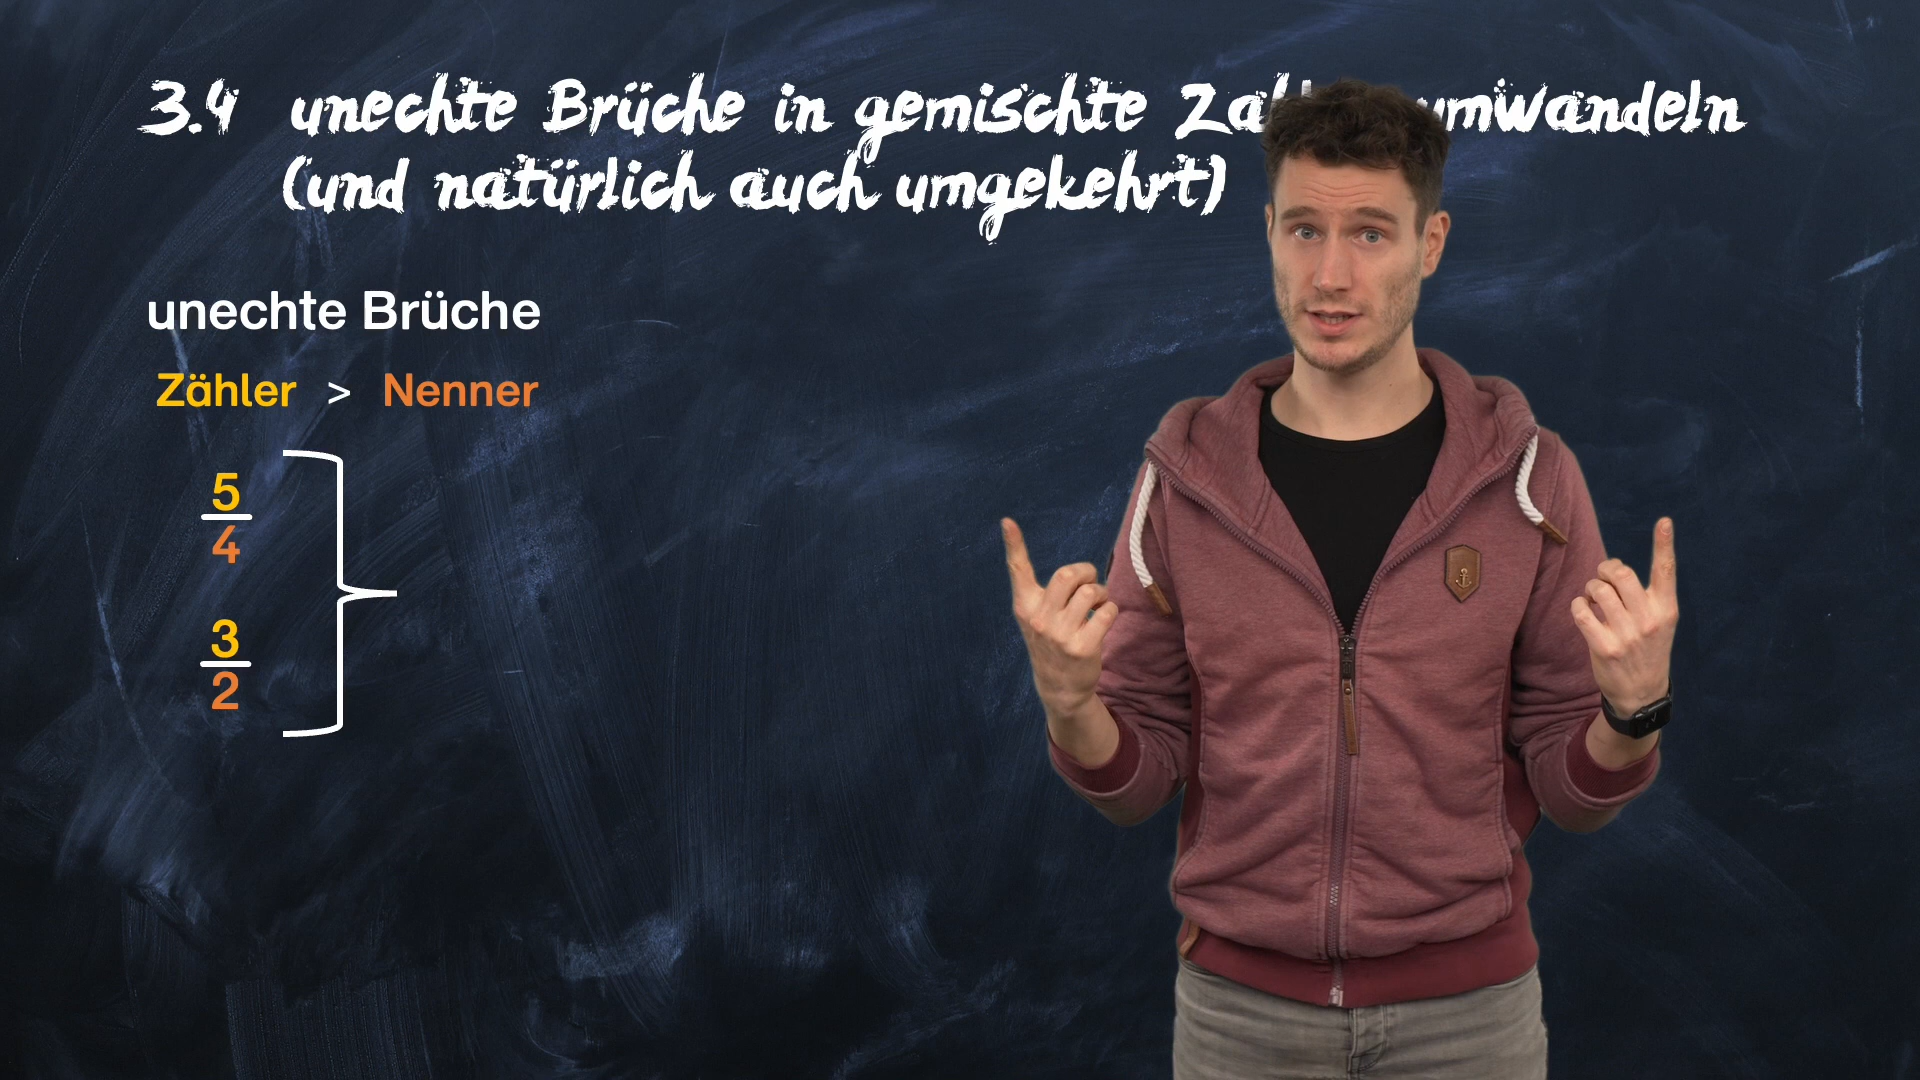 3.4 unechte Brüche in gemischte umwandeln
(und natürlich auch umgekehrt)
unechte Brüche
Zähler > Nenner
5
4
3
2